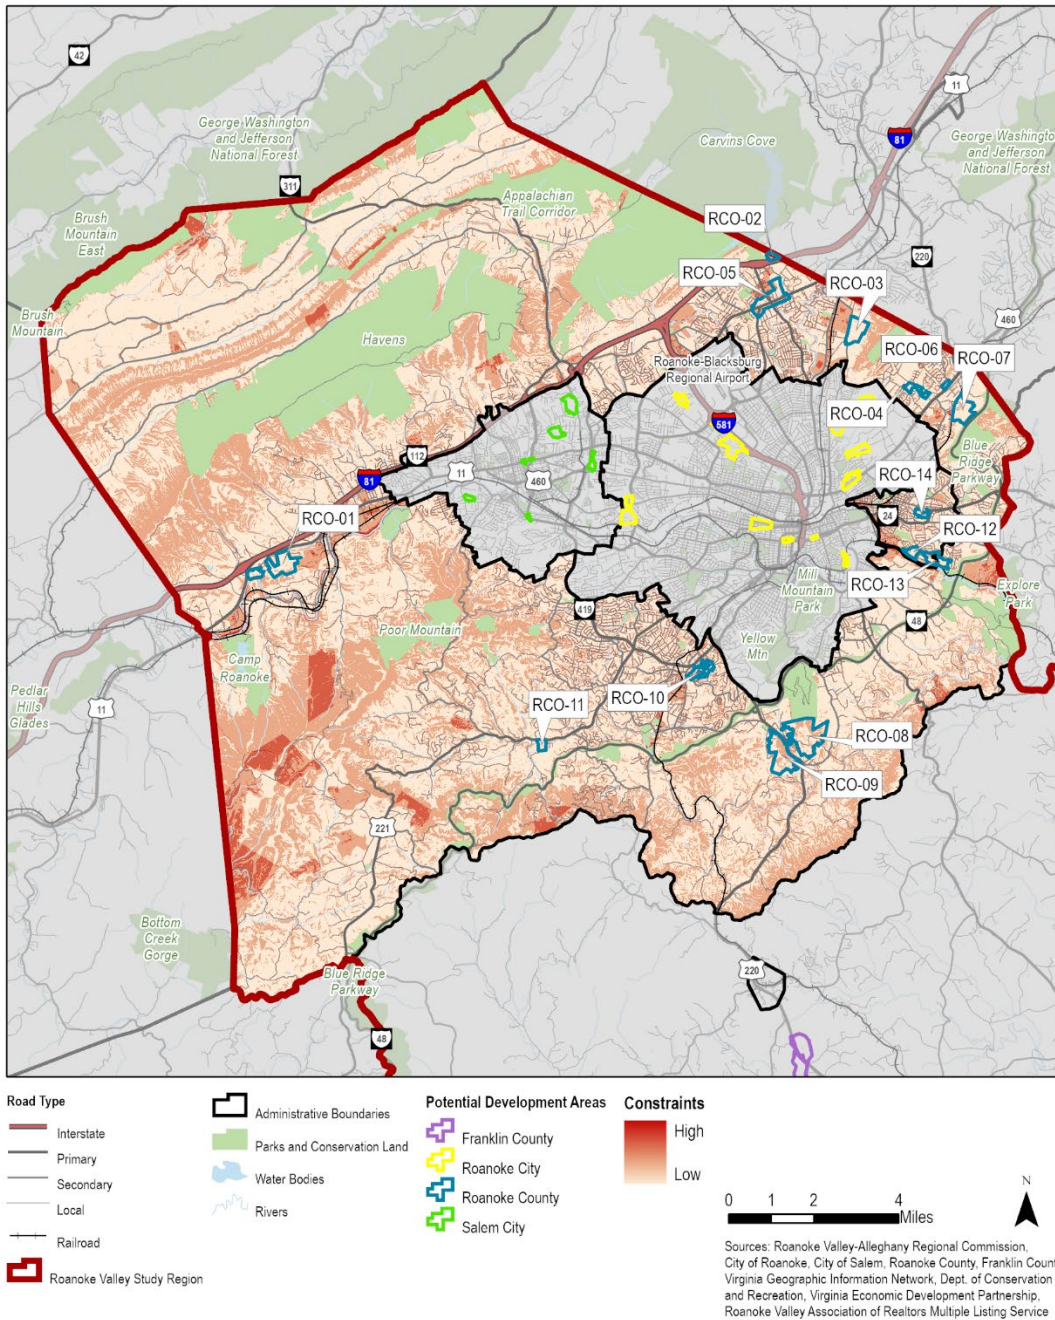 42
11
George Washington
and Jefferson
National Forest
Carvins Cove
81
George Washington
and Jefferson
National Forest
311
Appalachian
Trail Corridor
Brush
Mountain
East
RCO-02
220
RCO-05
RCO-03
Brush
Mountain
460
Havens
RCO-06
RCO-07
Roanoke-Blacksburg
Regional Airport
RCO-04
581
Blue
Ridge
Parkway
112
11
460
81
RCO-14
RCO-01
24
RCO-12
RCO-13
Explore
Park
Mill
Mountain
Park
419
48
Poor Mountain
Yellow
Mtn
Camp
Roanoke
Pedlar
Hills
Glades
11
RCO-10
RCO-11
RCO-08
RCO-09
221
Bottom
Creek
Gorge
Blue Ridge
Parkway
220
48
Road Type
Interstate
Primary
Secondary
Local
Railroad
Roanoke Valley Study Region
Administrative Boundaries
Parks and Conservation Land
Water Bodies
Rivers
Potential Development Areas
Franklin County
Roanoke City
Roanoke County
Salem City
Constraints
High
Low
N
0 1 2 4
Miles
Sources: Roanoke Valley-Alleghany Regional Commission,
City of Roanoke, City of Salem, Roanoke County, Franklin Count
Virginia Geographic Information Network, Dept. of Conservation
and Recreation, Virginia Economic Development Partnership,
Roanoke Valley Association of Realtors Multiple Listing Service